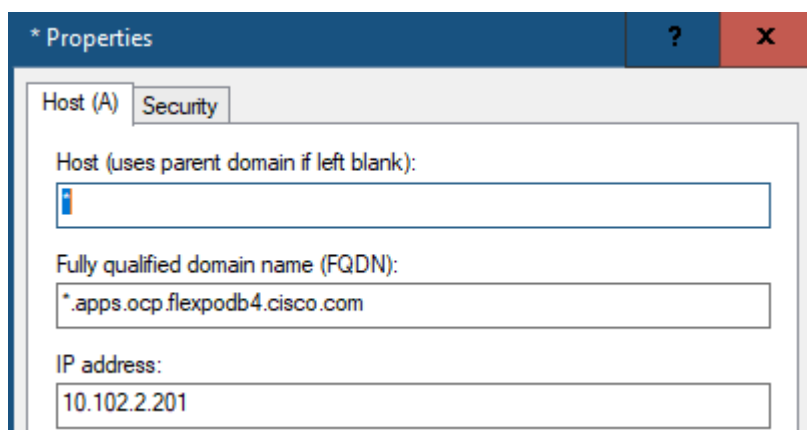 * Properties
? X
Host (A) Security
Host (uses parent domain if left blank):
*
Fully qualified domain name (FQDN):
*.apps.ocp.flexpodb4.cisco.com
IP address:
10.102.2.201